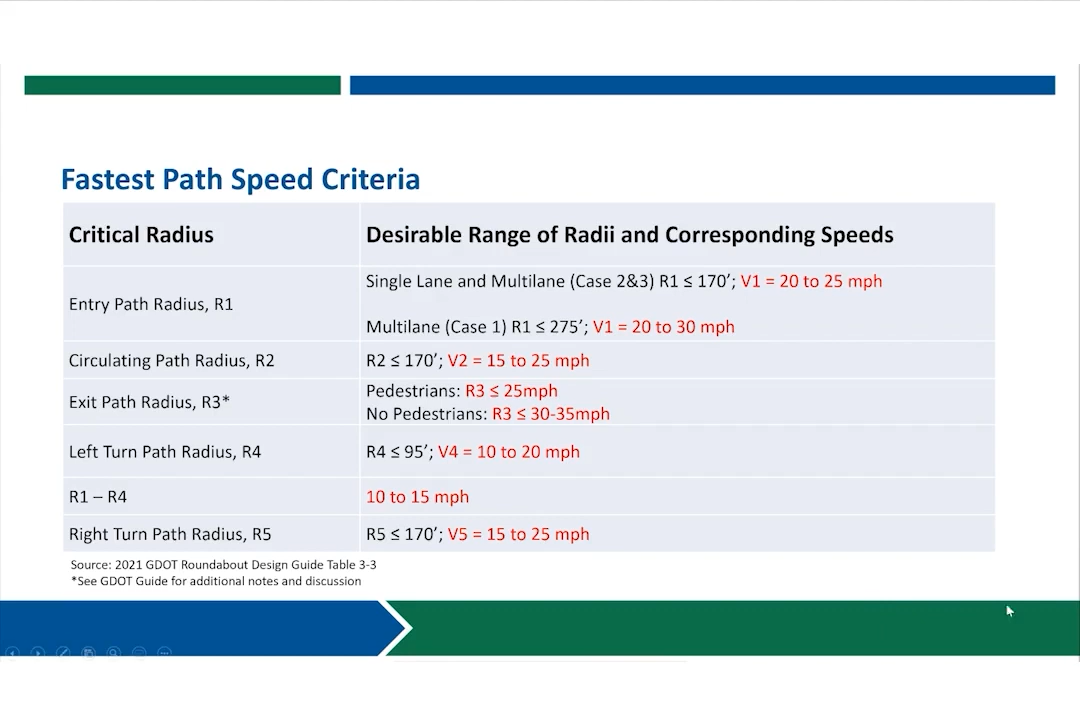 Fastest Path Speed Criteria
Critical Radius
Desirable Range of Radii and Corresponding Speeds
Entry Path Radius, R1
Single Lane and Multilane (Case 2&3) R1 ≤ 170’; V1 = 20 to 25 mph
Multilane (Case 1) R1 ≤ 275’; V1 = 20 to 30 mph
Circulating Path Radius, R2
R2 ≤ 170’; V2 = 15 to 25 mph
Exit Path Radius, R3*
Pedestrians: R3 ≤ 25mph
No Pedestrians: R3 ≤ 30-35mph
Left Turn Path Radius, R4
R4 ≤ 95’; V4 = 10 to 20 mph
R1 – R4
10 to 15 mph
Right Turn Path Radius, R5
R5 ≤ 170’; V5 = 15 to 25 mph
Source: 2021 GDOT Roundabout Design Guide Table 3-3
*See GDOT Guide for additional notes and discussion